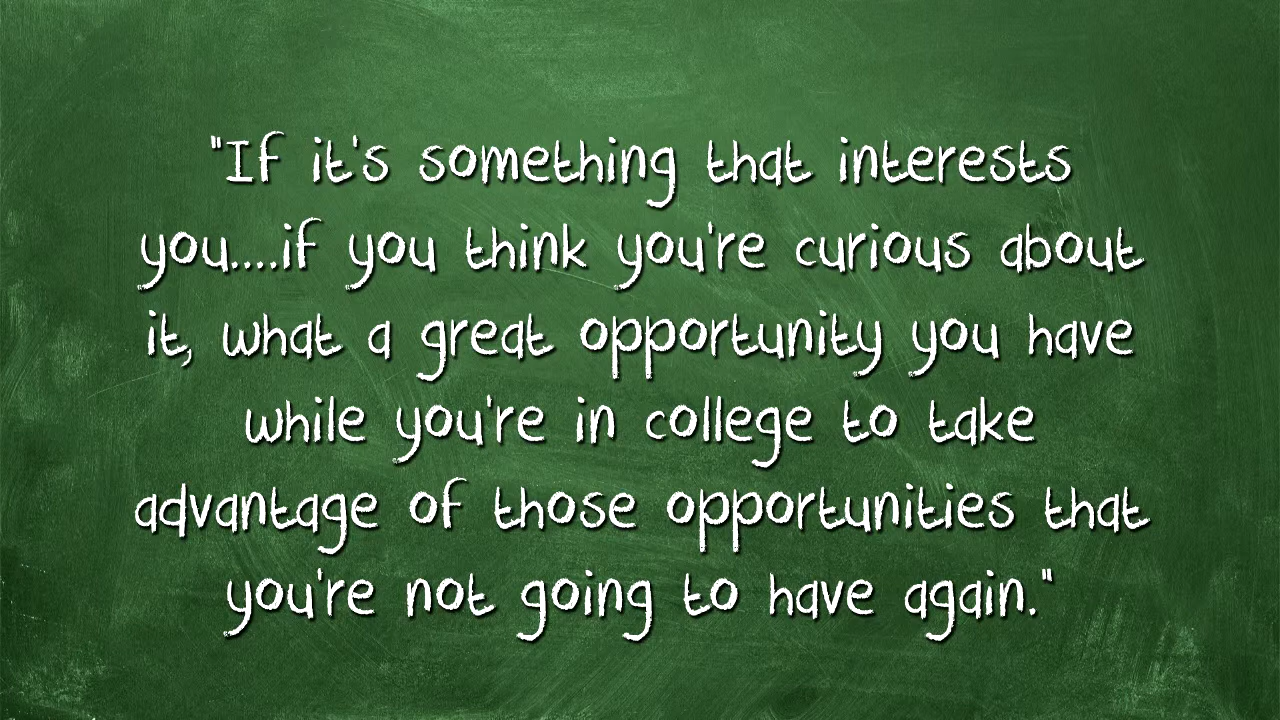 "If it's something that interests
you....if you think you're curious about
it, what a great opportunity you have
while you're in college to take
advantage of those opportunities that
you're not going to have again."